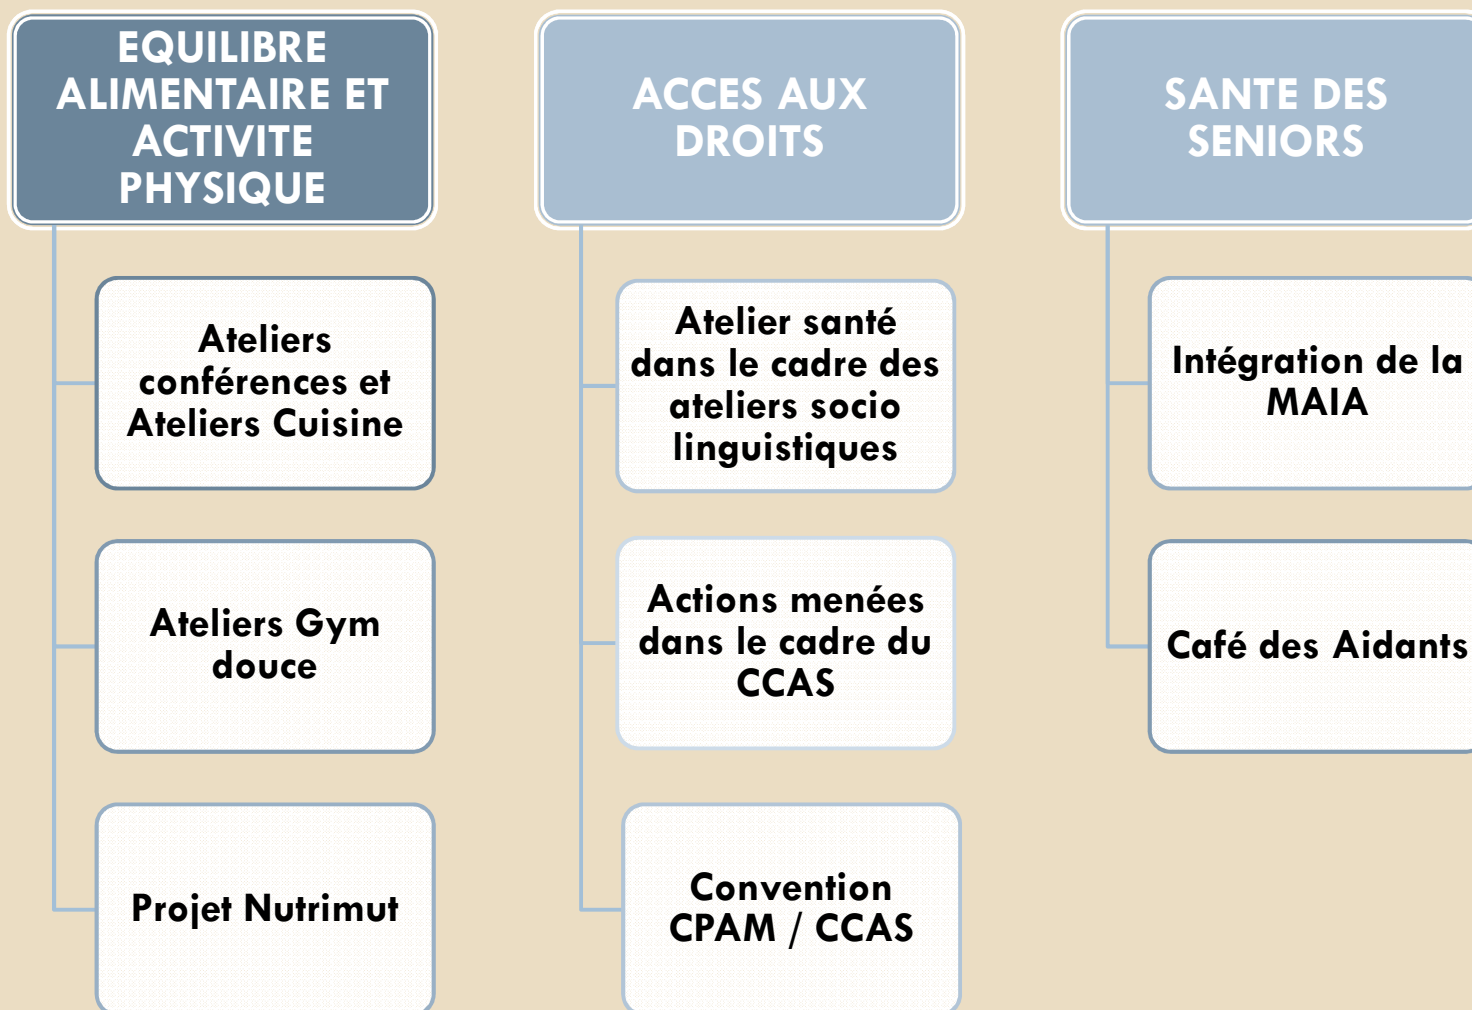 EQUILIBRE
ALIMENTAIRE ET
ACTIVITE
PHYSIQUE
Ateliers
conférences et
Ateliers Cuisine
Ateliers Gym
douce
Projet Nutrimut
ACCES AUX
DROITS
Atelier santé
dans le cadre des
ateliers socio
linguistiques
Actions menées
dans le cadre du
CCAS
Convention
CPAM / CCAS
SANTE DES
SENIORS
Intégration de la
MAIA
Café des Aidants